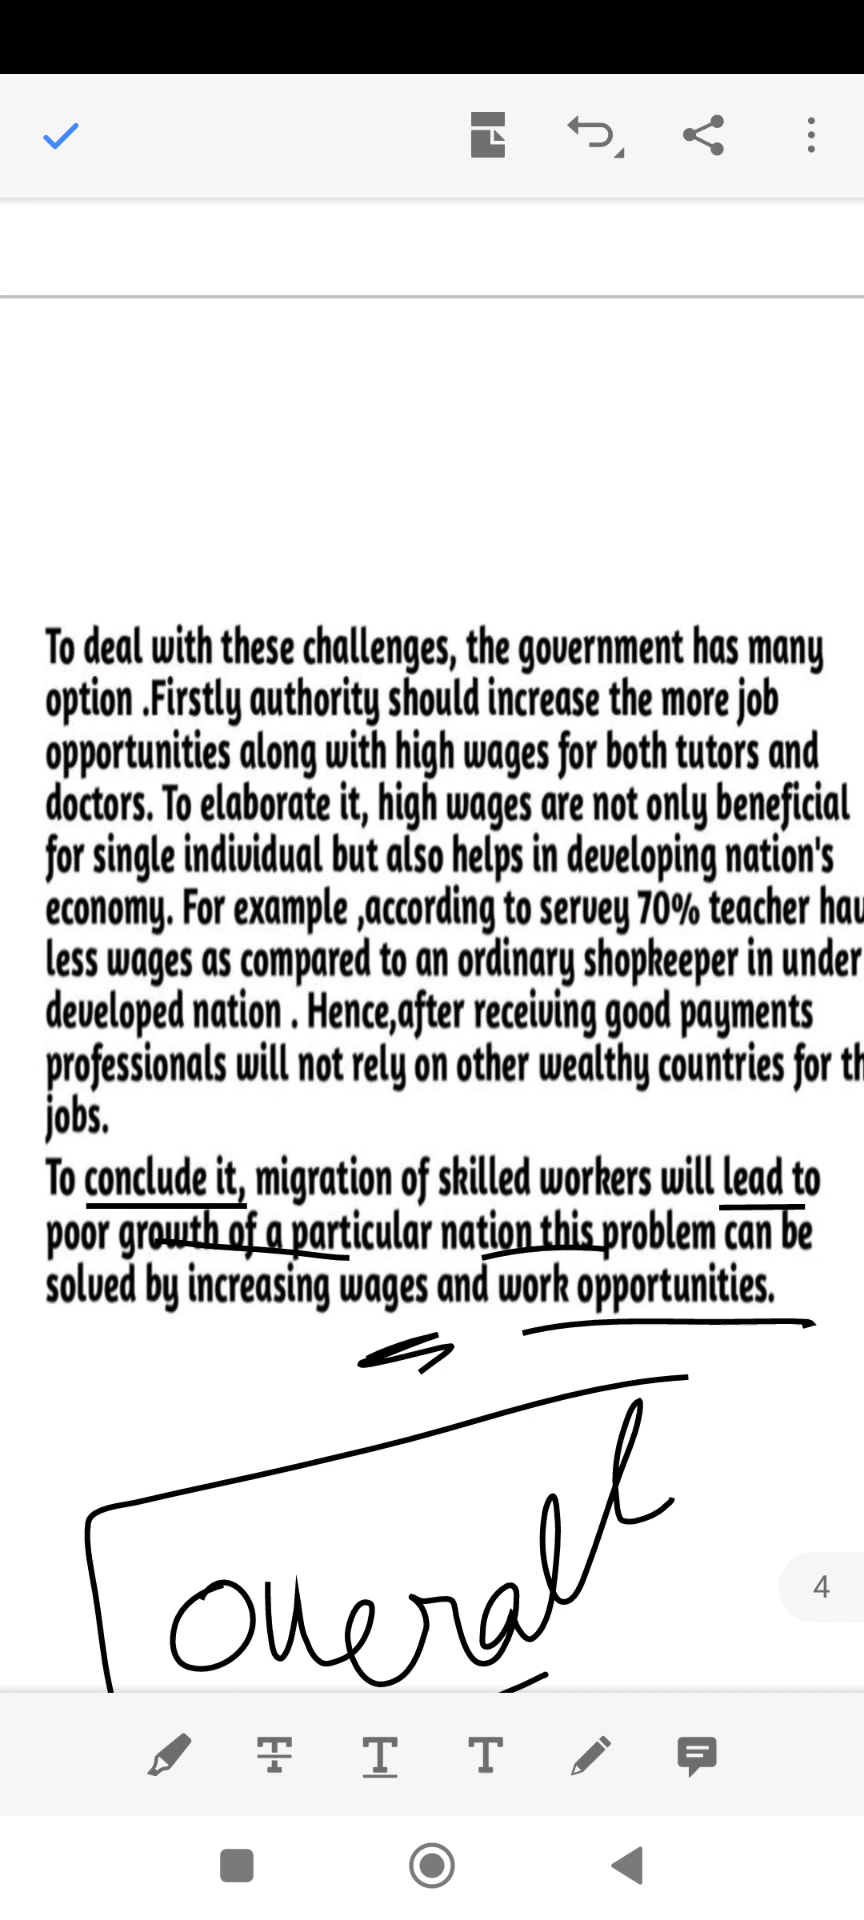 To deal with these challenges, the government has many
option .Firstly authority should increase the more job
opportunities along with high wages for both tutors and
doctors. To elaborate it, high wages are not only beneficial
for single individual but also helps in developing nation's
economy. For example ,according to servey 70% teacher hav
less wages as compared to an ordinary shopkeeper in under
developed nation . Hence,after receiving good payments
professionals will not rely on other wealthy countries for th
jobs.
To conclude it, migration of skilled workers will lead to
poor growth of a particular nation this problem can be
solved by increasing wages and work opportunities.
Overall
4